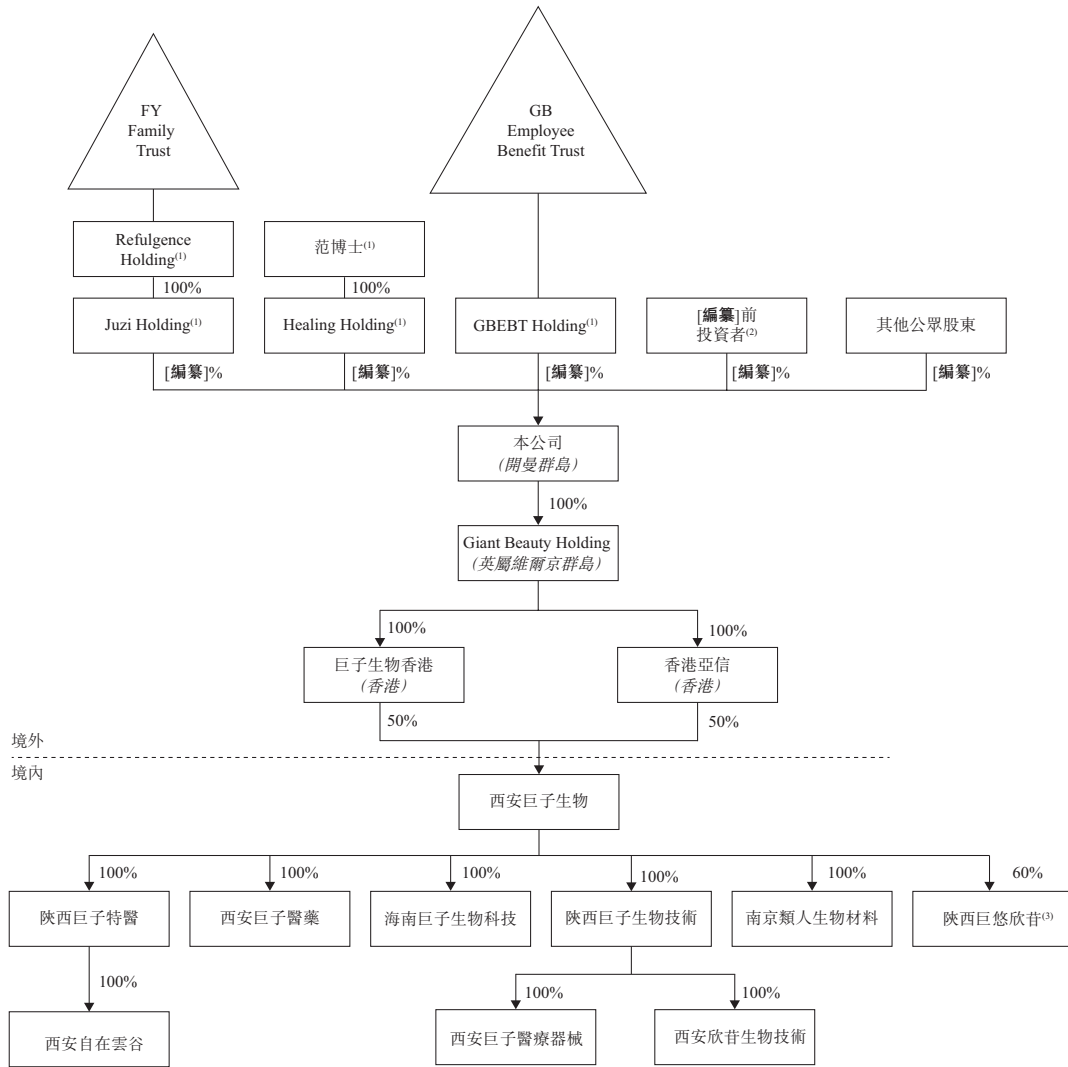 FY
Family
Trust
GB
Employee
Benefit Trust
Refulgence
Holding(1)
范博士(1)
100%
100%
Juzi Holding(1)
Healing Holding(1)
GBEBT Holding(1)
[編纂]前
投資者(2)
其他公眾股東
[編纂]%
[編纂]%
[編纂]%
[編纂]%
[編纂]%
本公司
（開曼群島）
100%
Giant Beauty Holding
（英屬維爾京群島）
100%
100%
巨子生物香港
（香港）
香港亞信
（香港）
50%
50%
境外
境內
西安巨子生物
100%
100%
100%
100%
100%
60%
陝西巨子特醫
西安巨子醫藥
海南巨子生物科技
陝西巨子生物技術
南京類人生物材料
陝西巨悠欣苷(3)
100%
100%
100%
西安自在雲谷
西安巨子醫療器械
西安欣苷生物技術